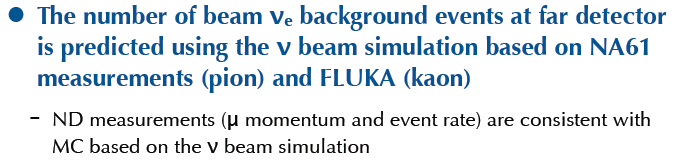 ● The number of beam νe background events at far detector
is predicted using the ν beam simulation based on NA61
measurements (pion) and FLUKA (kaon)
– ND measurements (μ momentum and event rate) are consistent with
MC based on the ν beam simulation